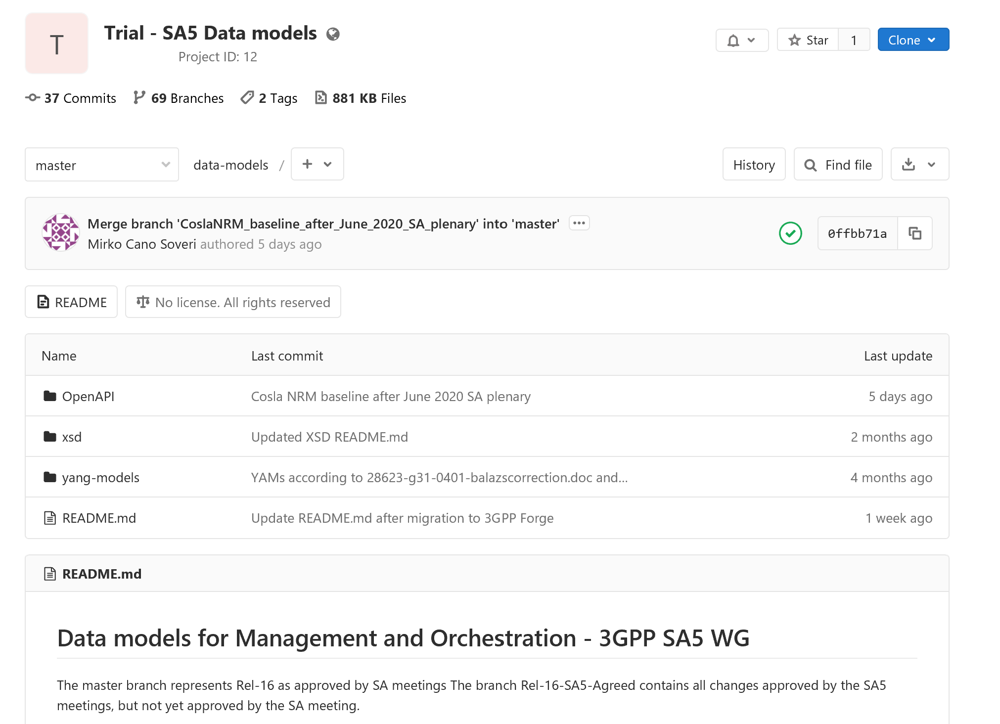 T
Trial - SA5 Data models
Project ID: 12
Star 1
Clone
37 Commits 69 Branches 2 Tags 881 KB Files
master
data-models / +
History
Find file
Merge branch 'CoslaNRM_baseline_after_June_2020_SA_plenary' into 'master'
Mirko Cano Soveri authored 5 days ago
0ffbb71a
README
No license. All rights reserved
Name Last commit Last update
OpenAPI Cosla NRM baseline after June 2020 SA plenary 5 days ago
xsd Updated XSD README.md 2 months ago
yang-models YAMs according to 28623-g31-0401-balazscorrection.doc and... 4 months ago
README.md Update README.md after migration to 3GPP Forge 1 week ago
README.md
Data models for Management and Orchestration - 3GPP SA5 WG
The master branch represents Rel-16 as approved by SA meetings The branch Rel-16-SA5-Agreed contains all changes approved by the SA5
meetings, but not yet approved by the SA meeting.